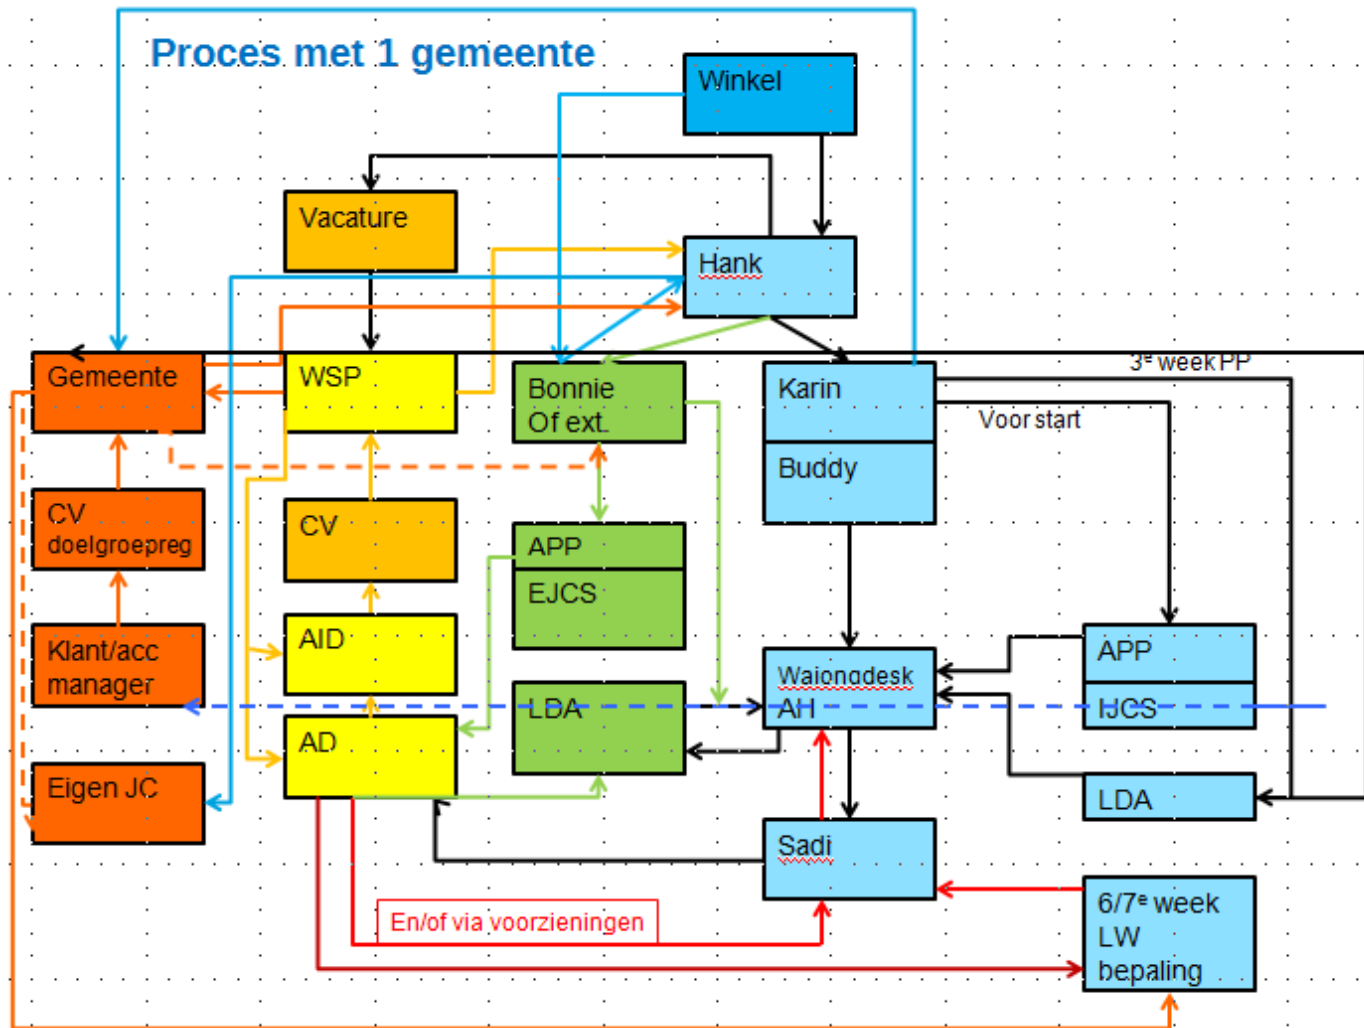 Proces met 1 gemeente
Winkel
Vacature
Hank
Gemeente
WSP
Bonnie
Of ext.
Karin
3e week PP
Voor start
Buddy
CV
doelgroepreg
CV
APP
EJCS
Klant/acc
manager
AID
Waiongdesk
AH
APP
IJCS
LDA
AD
Eigen JC
LDA
Sadi
En/of via voorzieningen
6/7e week
LW
bepaling